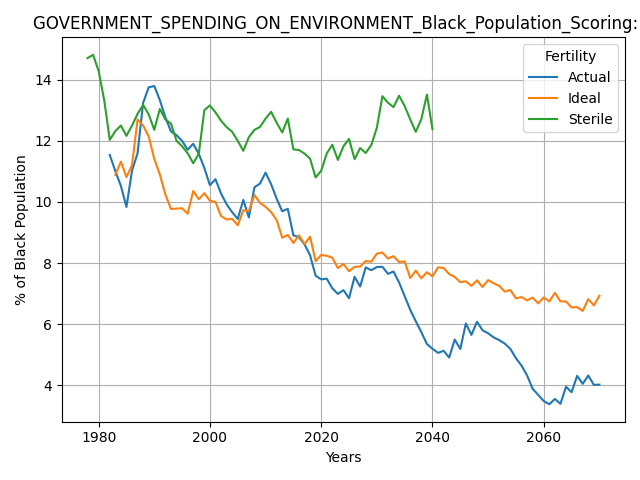 GOVERNMENT_SPENDING_ON_ENVIRONMENT_Black_Population_Scoring:
Fertility
Actual
Ideal
Sterile
% of Black Population
14
12
10
8
6
4
1980
2000
2020
2040
2060
Years